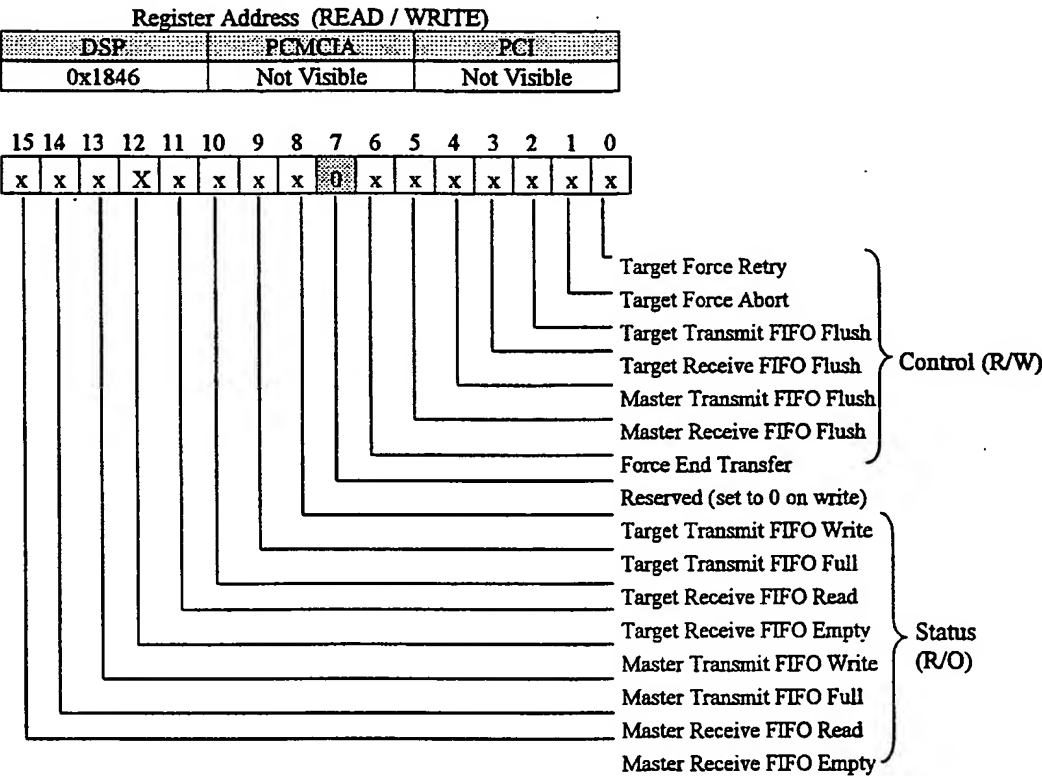 Register Address (READ / WRITE)
DSP PCMCIA PCI
0x1846 Not Visible Not Visible
15 14 13 12 11 10 9 8 7 6 5 4 3 2 1 0
x x x X x x x x 0 x x x x x x x
Target Force Retry
Target Force Abort
Target Transmit FIFO Flush
Target Receive FIFO Flush
Control (R/W)
Master Transmit FIFO Flush
Master Receive FIFO Flush
Force End Transfer
Reserved (set to 0 on write)
Target Transmit FIFO Write
Target Transmit FIFO Full
Target Receive FIFO Read
Target Receive FIFO Empty
Status
(R/O)
Master Transmit FIFO Write
Master Transmit FIFO Full
Master Receive FIFO Read
Master Receive FIFO Empty